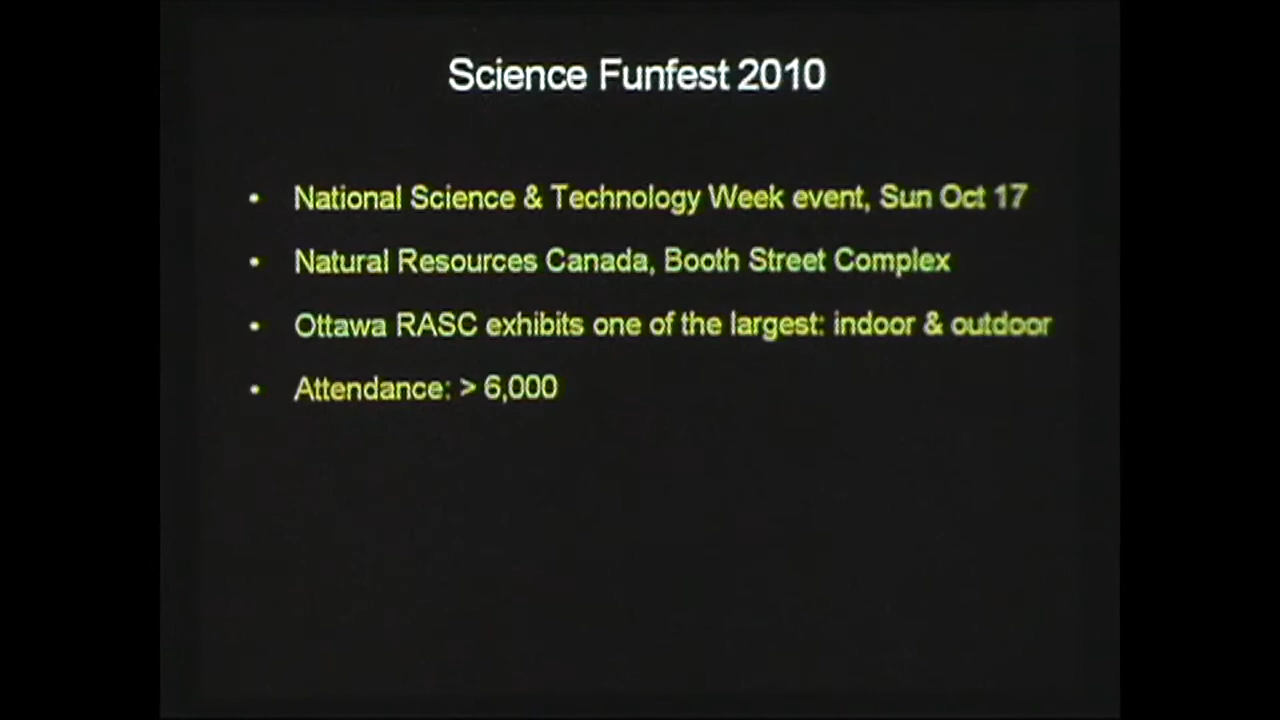 Science Funfest 2010
• National Science & Technology Week event, Sun Oct 17
• Natural Resources Canada, Booth Street Complex
• Ottawa RASC exhibits one of the largest: indoor & outdoor
• Attendance: > 6,000